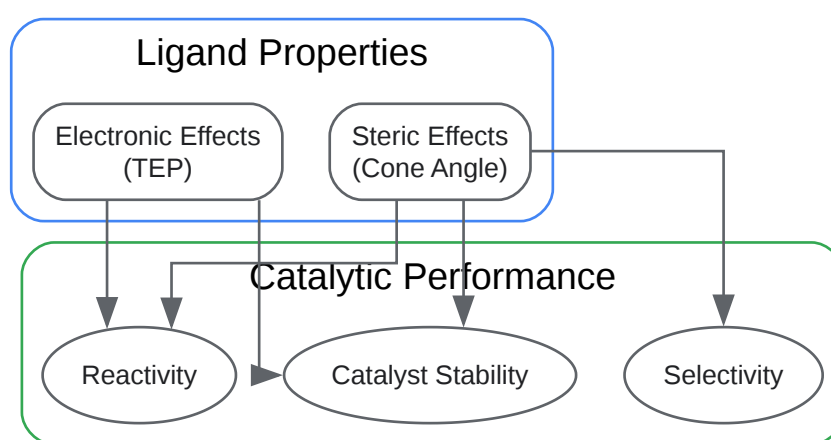 Ligand Properties
Electronic Effects
(TEP)
Steric Effects
(Cone Angle)
Catalytic Performance
Reactivity
Catalyst Stability
Selectivity